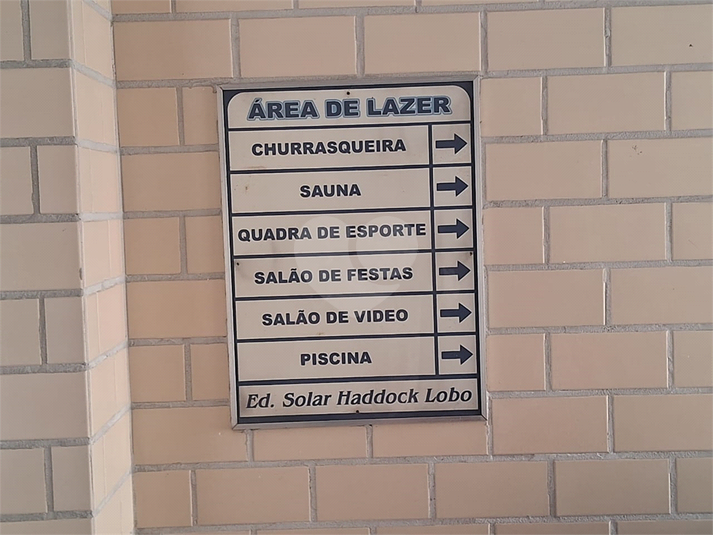 ÁREA DE LAZER
CHURRASQUEIRA
SAUNA
QUADRA DE ESPORTE
SALÃO DE FESTAS
SALÃO DE VIDEO
PISCINA
Ed. Solar Haddock Lobo